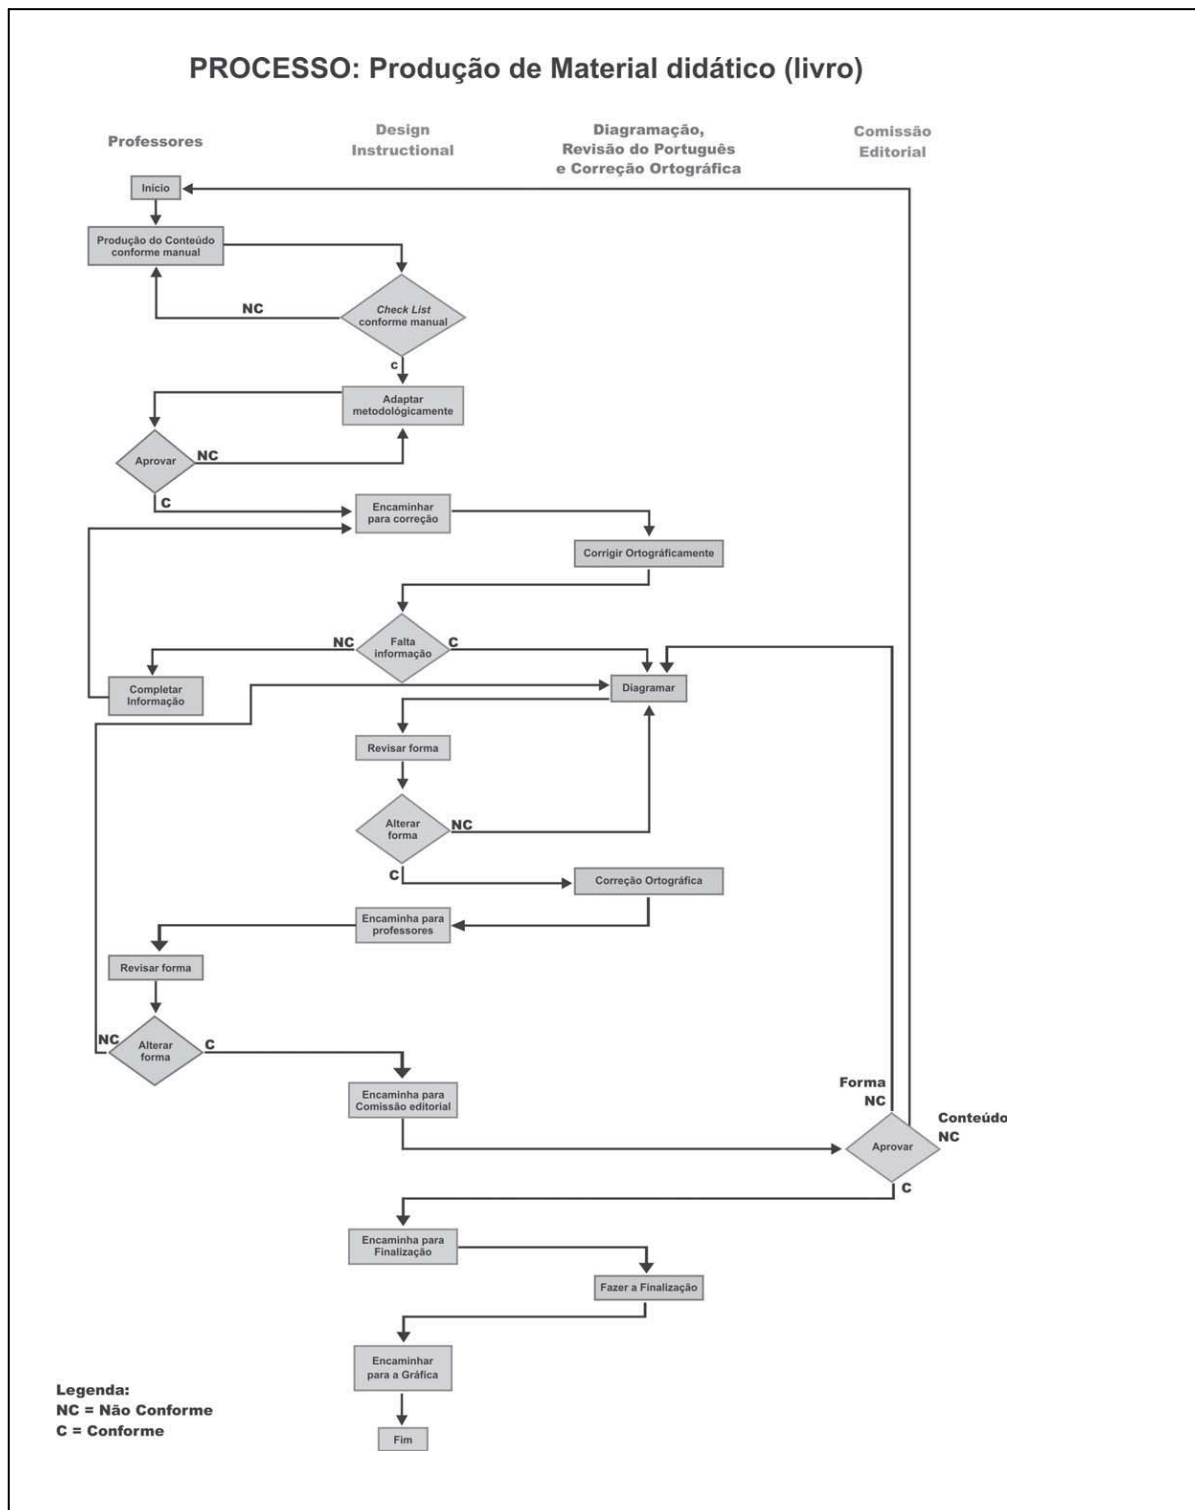 PROCESSO: Produção de Material didático (livro)
Professores
Design
Instructional
Diagramação,
Revisão do Português
e Correção Ortográfica
Comissão
Editorial
Início
Produção do Conteúdo
conforme manual
NC
Check List
conforme manual
c
Adaptar
metodológicamente
Aprovar
NC
C
Encaminhar
para correção
Corrigir Ortográficamente
NC
Falta
informação
C
Completar
Informação
Diagramar
Revisar forma
Alterar
forma
NC
C
Correção Ortográfica
Encaminha para
professores
Revisar forma
NC
Alterar
forma
C
Encaminha para
Comissão editorial
Forma
NC
Conteúdo
NC
Aprovar
C
Encaminha para
Finalização
Fazer a Finalização
Encaminhar
para a Gráfica
Fim
Legenda:
NC = Não Conforme
C = Conforme